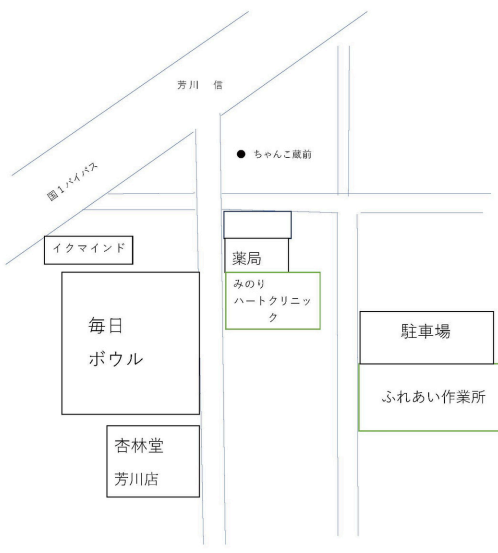 芳川　信
ちゃんこ蔵前
国1バイパス
イクマインド
薬局
みのり
ハートクリニッ
ク
毎日
ボウル
駐車場
ふれあい作業所
杏林堂
芳川店